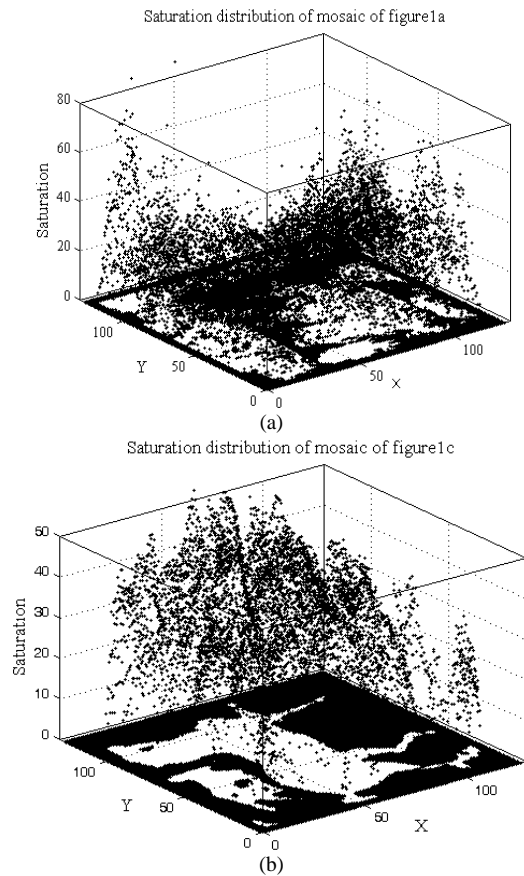 Saturation distribution of mosaic of figure1a
80
60
40
20
0
Saturation
100
50
0
Y
0
50
100
X
(a)
Saturation distribution of mosaic of figure1c
50
40
30
20
10
0
Saturation
100
50
0
Y
0
50
100
X
(b)